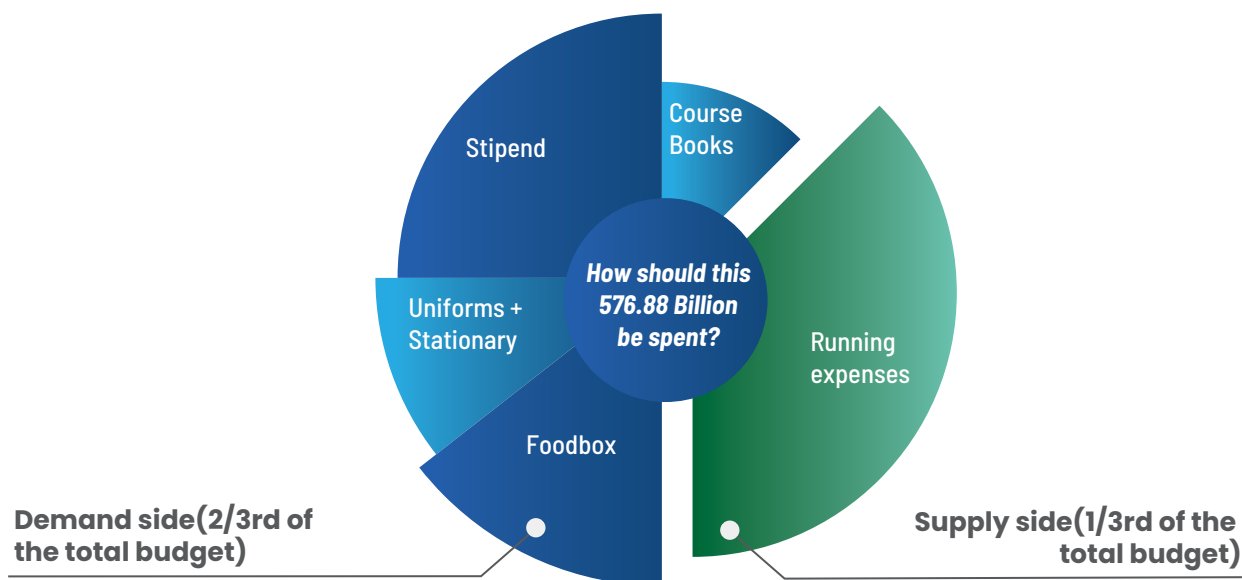 Course
Books
Stipend
How should this
576.88 Billion
be spent?
Uniforms +
Stationary
Running
expenses
Foodbox
Demand side(2/3rd of
the total budget)
Supply side(1/3rd of the
total budget)